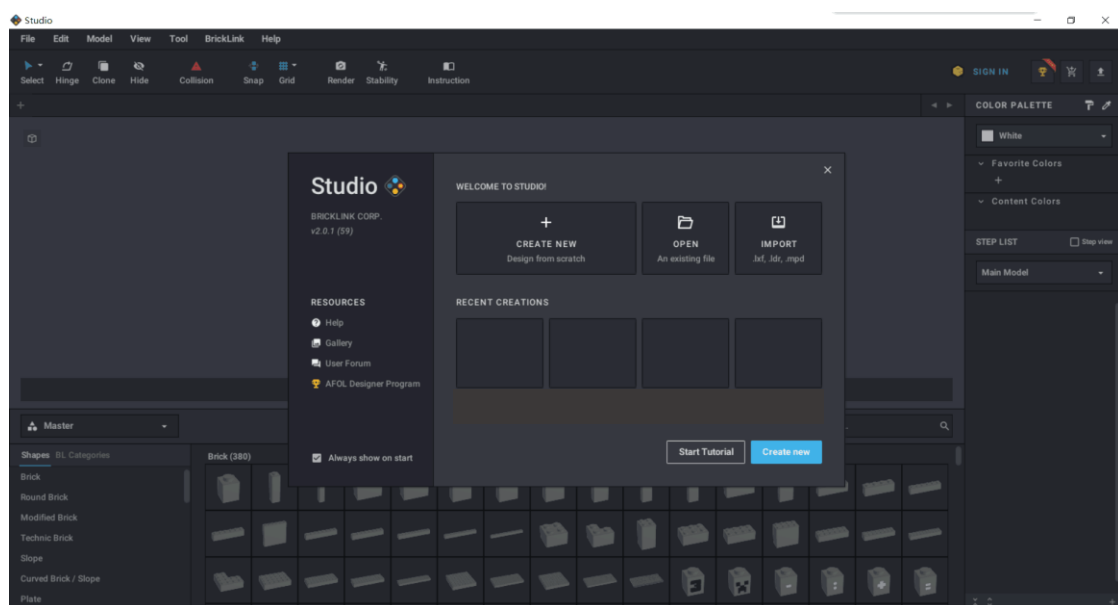 Studio
File Edit Model View Tool BrickLink Help
Select Hinge Clone Hide Collision Snap Grid Render Stability Instruction
SIGN IN
COLOR PALETTE
White
Favorite Colors
Content Colors
STEP LIST Step view
Main Model
Studio
BRICKLINK CORP.
v2.0.1 (59)
RESOURCES
Help
Gallery
User Forum
AFOL Designer Program
Always show on start
WELCOME TO STUDIO!
CREATE NEW
Design from scratch
OPEN
An existing file
IMPORT
.lxf, .ldr, .mpd
RECENT CREATIONS
Start Tutorial Create new
Master
Shapes BL Categories
Brick (380)
Brick
Round Brick
Modified Brick
Technic Brick
Slope
Curved Brick / Slope
Plate